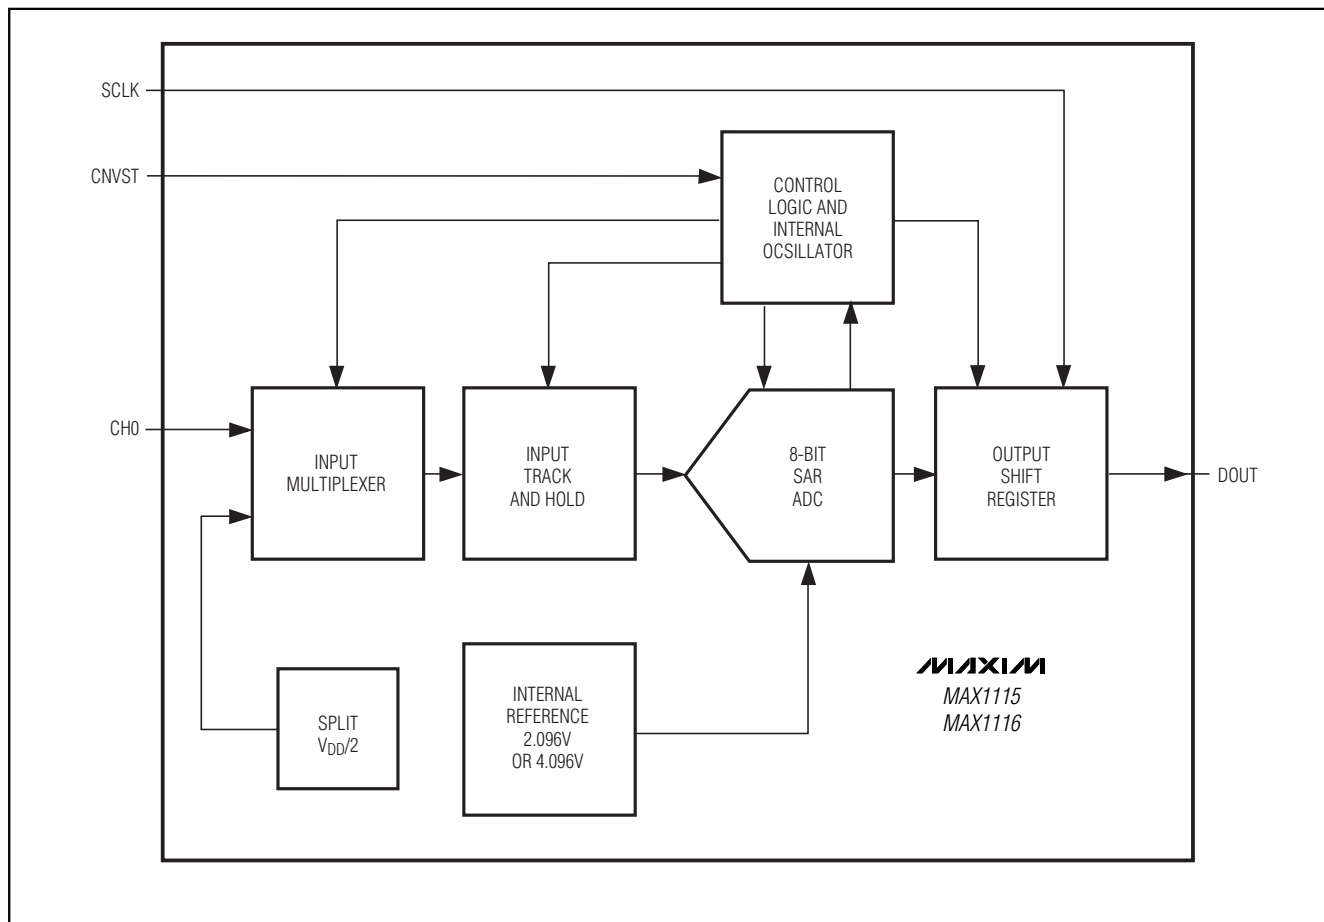 SCLK
CNVST
CONTROL
LOGIC AND
INTERNAL
OCSILLATOR
CH0
INPUT
MULTIPLEXER
INPUT
TRACK
AND HOLD
8-BIT
SAR
ADC
OUTPUT
SHIFT
REGISTER
DOUT
SPLIT
VDD/2
INTERNAL
REFERENCE
2.096V
OR 4.096V
MAXIM
MAX1115
MAX1116